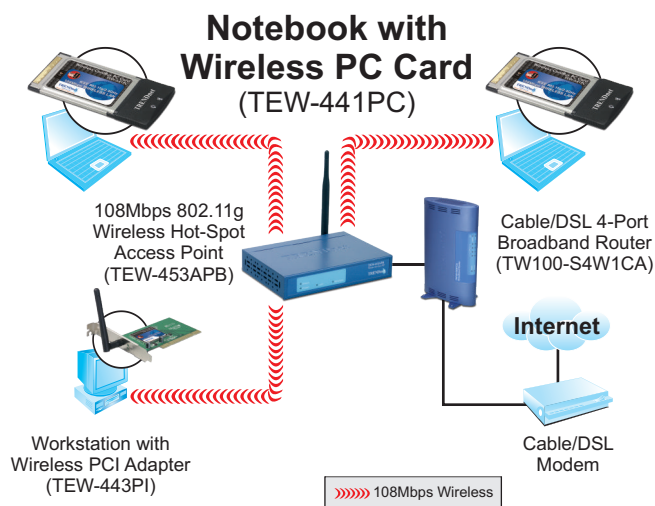 Notebook with
Wireless PC Card
(TEW-441PC)
TRENDnet
TRENDnet
108Mbps 802.11g
Wireless Hot-Spot
Access Point
(TEW-453APB)
Cable/DSL 4-Port
Broadband Router
(TW100-S4W1CA)
Internet
Workstation with
Wireless PCI Adapter
(TEW-443PI)
Cable/DSL
Modem
108Mbps Wireless